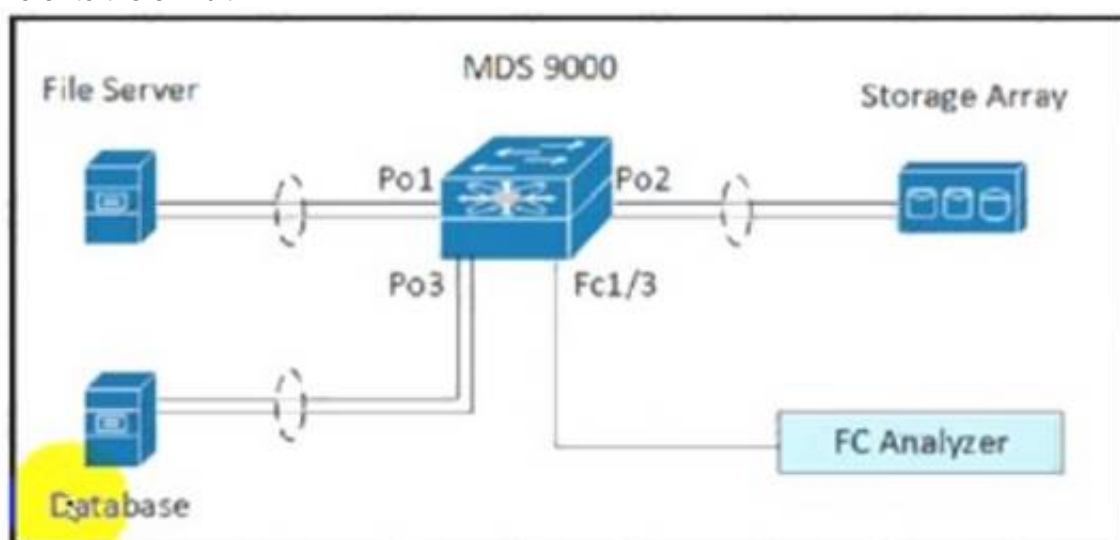 MDS 9000
File Server
Storage Array
Po1
Po2
Po3
Fc1/3
FC Analyzer
Database